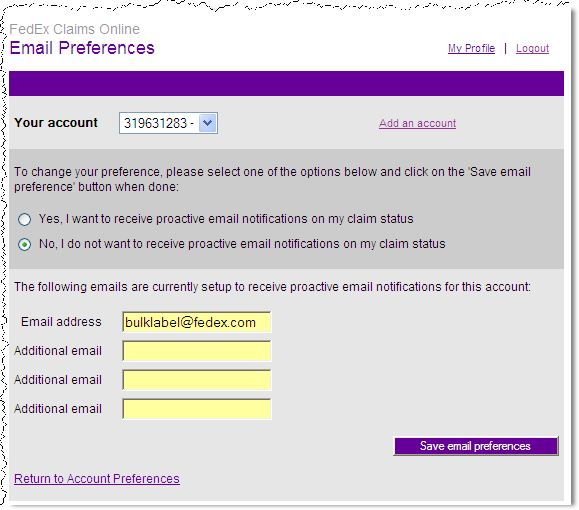 FedEx Claims Online
Email Preferences
My Profile | Logout
Your account 319631283 - Add an account
To change your preference, please select one of the options below and click on the 'Save email
preference' button when done:
Yes, I want to receive proactive email notifications on my claim status
No, I do not want to receive proactive email notifications on my claim status
The following emails are currently setup to receive proactive email notifications for this account:
Email address bulklabel@fedex.com
Additional email
Additional email
Additional email
Save email preferences
Return to Account Preferences